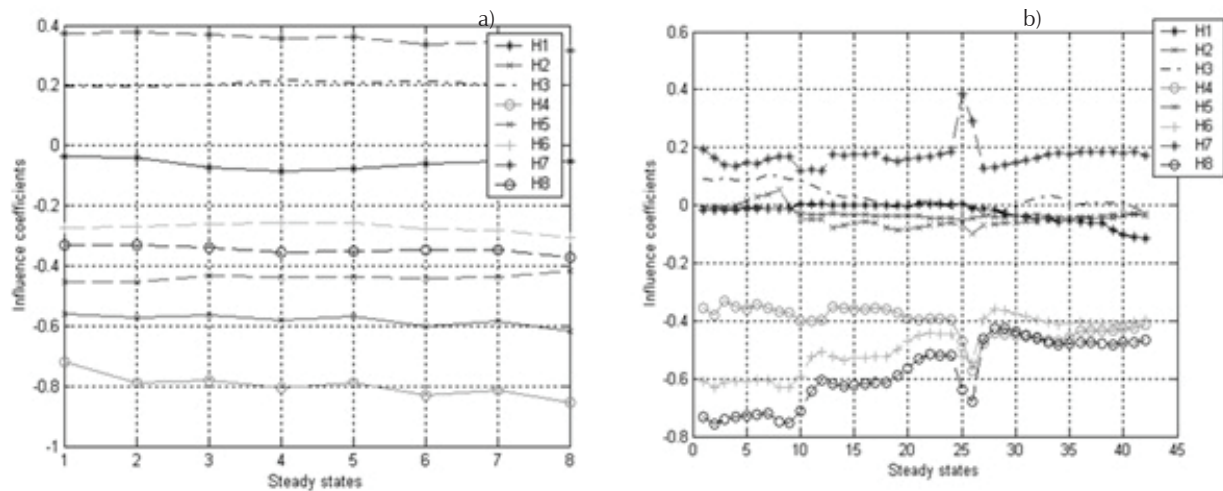 a)
0.4
0.2
0
-0.2
-0.4
-0.6
-0.8
-1
Influence coefficients
1 2 3 4 5 6 7 8
Steady states
H1
H2
H3
H4
H5
H6
H7
H8
b)
0.6
0.4
0.2
0
-0.2
-0.4
-0.6
-0.8
Influence coefficients
0 5 10 15 20 25 30 35 40 45
Steady states
H1
H2
H3
H4
H5
H6
H7
H8